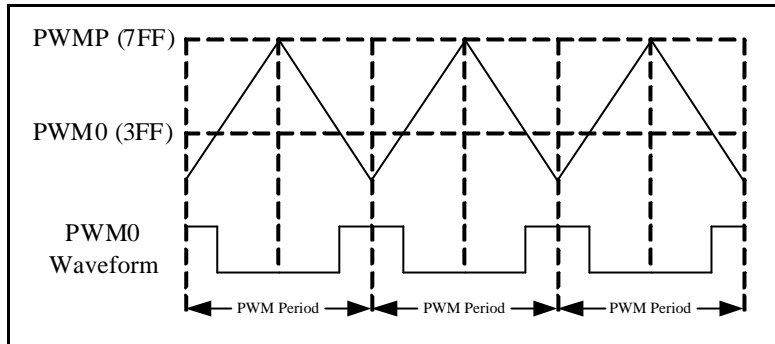 PWMP (7FF)
PWM0 (3FF)
PWM0
Waveform
PWM Period
PWM Period
PWM Period